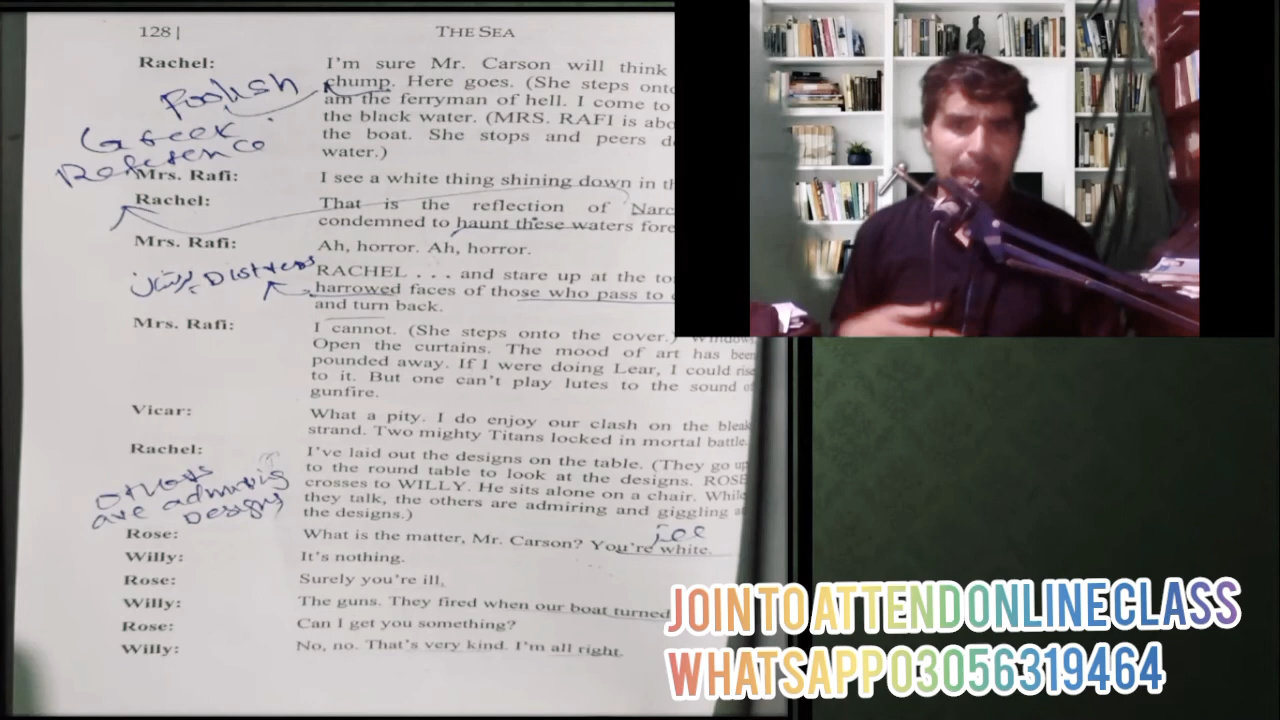 128 | THE SEA
Rachel: I'm sure Mr. Carson will think
chump. Here goes. (She steps onto
am the ferryman of hell. I come to
the black water. (MRS. RAFI is abo
the boat. She stops and peers d
water.)
Foolish
Greek
Reference
Mrs. Rafi: I see a white thing shining down in th
Rachel: That is the reflection of Narc
condemned to haunt these waters fore
Mrs. Rafi: Ah, horror. Ah, horror.
RACHEL . . . and stare up at the to
harrowed faces of those who pass to
and turn back.
پریشان Distress
Mrs. Rafi: I cannot. (She steps onto the cover.) Windows.
Open the curtains. The mood of art has been
pounded away. If I were doing Lear, I could rise
to it. But one can't play lutes to the sound of
gunfire.
Vicar: What a pity. I do enjoy our clash on the bleak
strand. Two mighty Titans locked in mortal battle.
Rachel: I've laid out the designs on the table. (They go up
to the round table to look at the designs. ROSE
crosses to WILLY. He sits alone on a chair. While
they talk, the others are admiring and giggling at
the designs.)
others
are admiring
Designs
Rose: What is the matter, Mr. Carson? You're white.
ill
Willy: It's nothing.
Rose: Surely you're ill.
Willy: The guns. They fired when our boat turned
Rose: Can I get you something?
Willy: No, no. That's very kind. I'm all right.
JOIN TO ATTEND ONLINE CLASS
WHATSAPP 03056319464